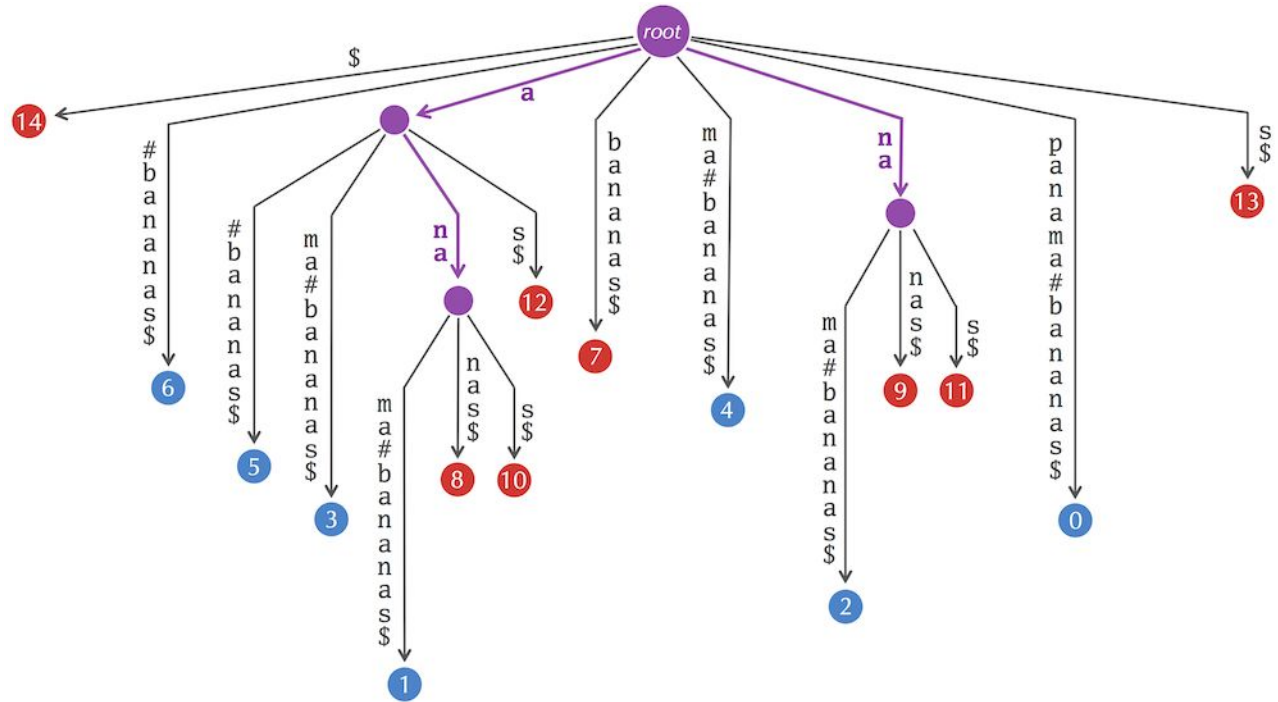 root
$
a
14
#bananas$
#bananas$
ma#bananas$
na
s$
bananas$
ma#bananas$
na
panama#bananas$
s$
13
12
7
6
ma#bananas$
nas$
s$
ma#bananas$
nas$
s$
9
11
4
5
8
10
3
0
2
1